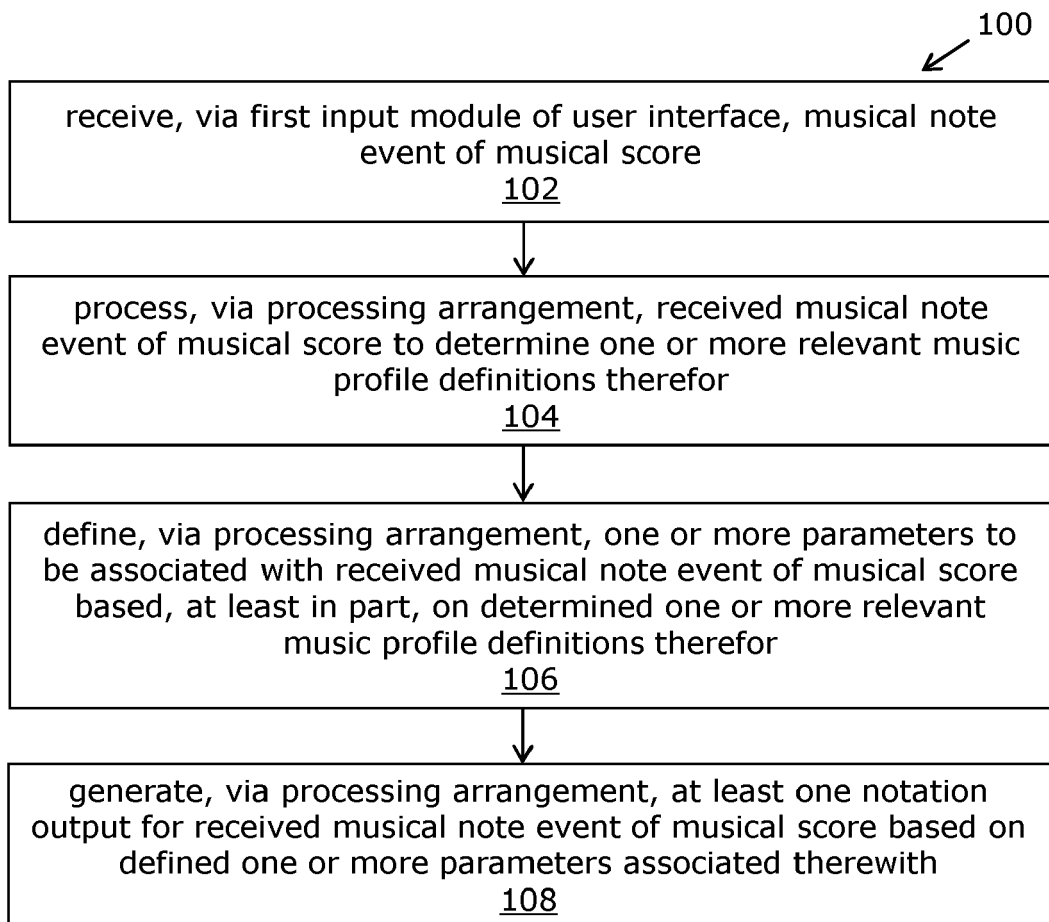 100
receive, via first input module of user interface, musical note
event of musical score
102
process, via processing arrangement, received musical note
event of musical score to determine one or more relevant music
profile definitions therefor
104
define, via processing arrangement, one or more parameters to
be associated with received musical note event of musical score
based, at least in part, on determined one or more relevant
music profile definitions therefor
106
generate, via processing arrangement, at least one notation
output for received musical note event of musical score based on
defined one or more parameters associated therewith
108